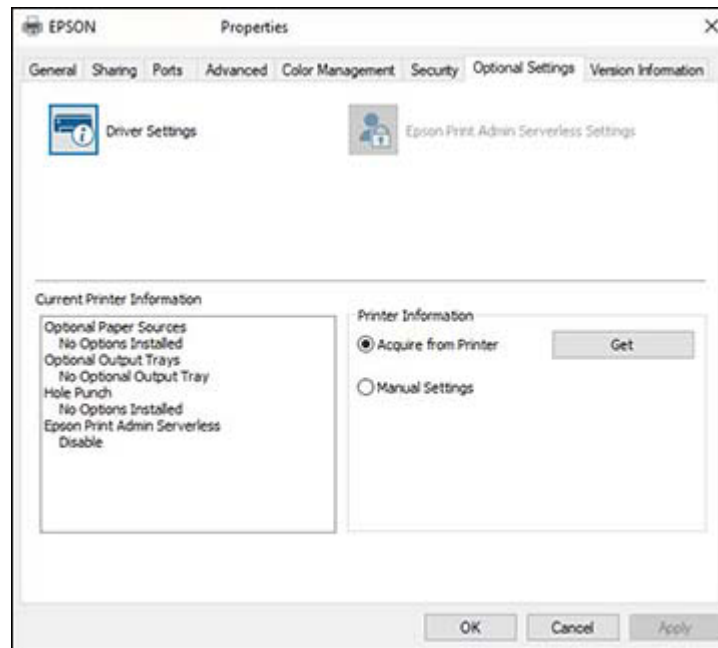 EPSON Properties
General Sharing Ports Advanced Color Management Security Optional Settings Version Information
Driver Settings Epson Print Admin Serverless Settings
Current Printer Information
Optional Paper Sources
No Options Installed
Optional Output Trays
No Optional Output Tray
Hole Punch
No Options Installed
Epson Print Admin Serverless
Disable
Printer Information
Acquire from Printer Get
Manual Settings
OK Cancel Apply